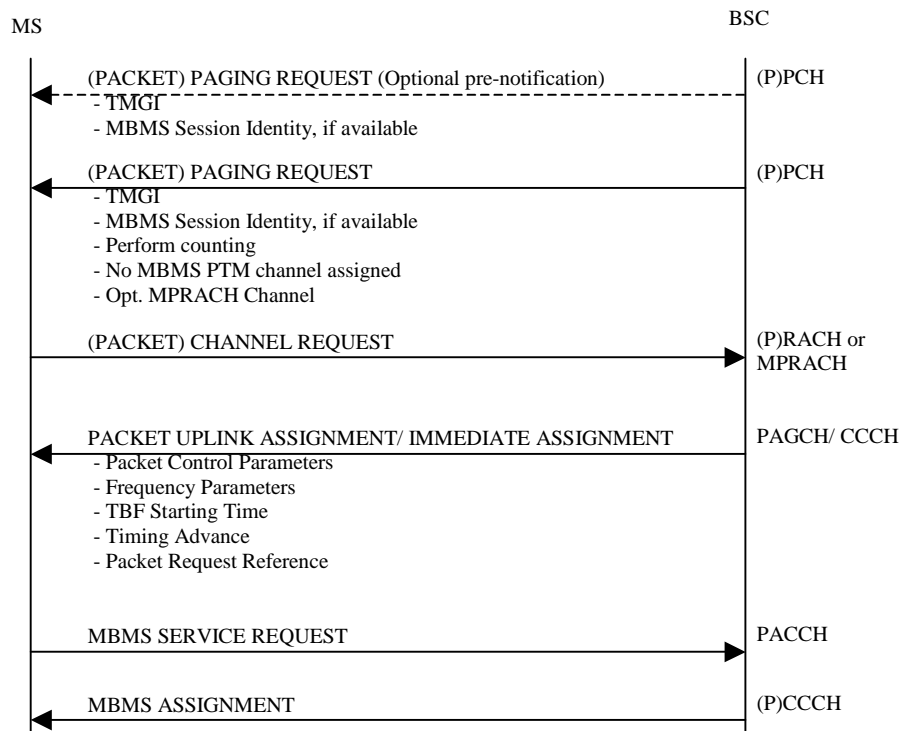 MS
BSC
(PACKET) PAGING REQUEST (Optional pre-notification)
(P)PCH
- TMGI
- MBMS Session Identity, if available
(PACKET) PAGING REQUEST
(P)PCH
- TMGI
- MBMS Session Identity, if available
- Perform counting
- No MBMS PTM channel assigned
- Opt. MPRACH Channel
(PACKET) CHANNEL REQUEST
(P)RACH or
MPRACH
PACKET UPLINK ASSIGNMENT/ IMMEDIATE ASSIGNMENT
PAGCH/ CCCH
- Packet Control Parameters
- Frequency Parameters
- TBF Starting Time
- Timing Advance
- Packet Request Reference
MBMS SERVICE REQUEST
PACCH
MBMS ASSIGNMENT
(P)CCCH